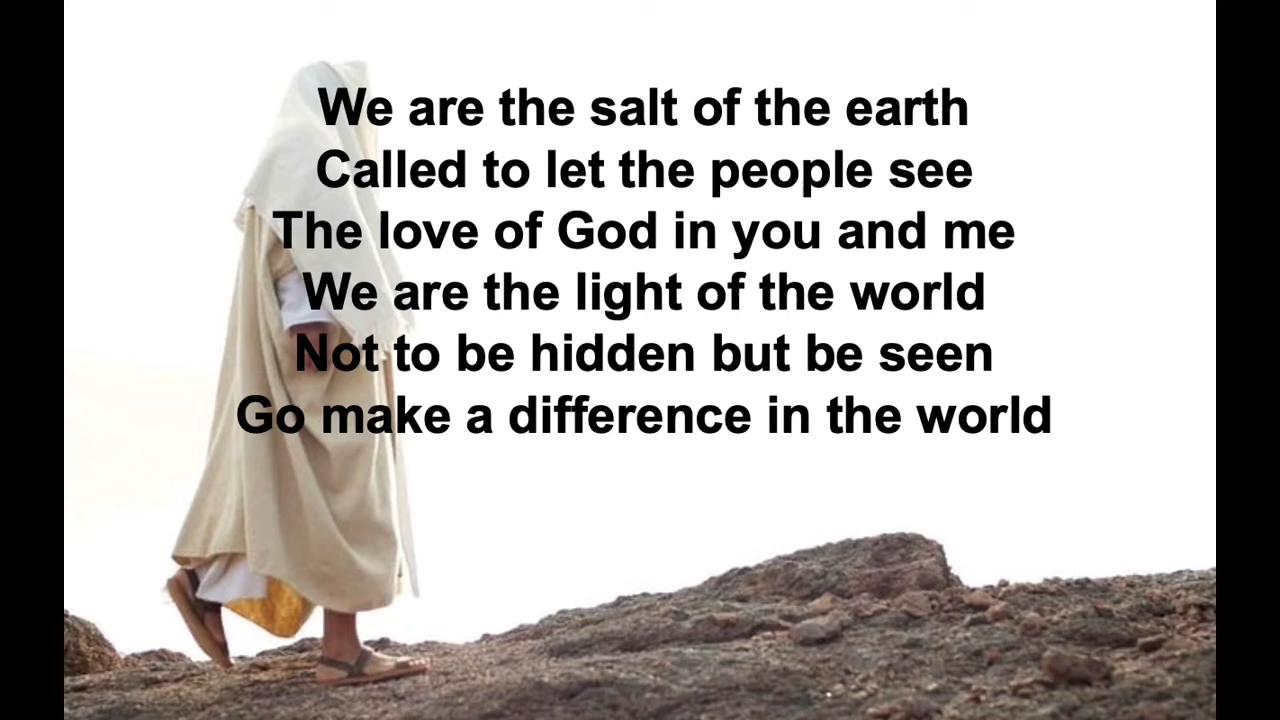 We are the salt of the earth
Called to let the people see
The love of God in you and me
We are the light of the world
Not to be hidden but be seen
Go make a difference in the world